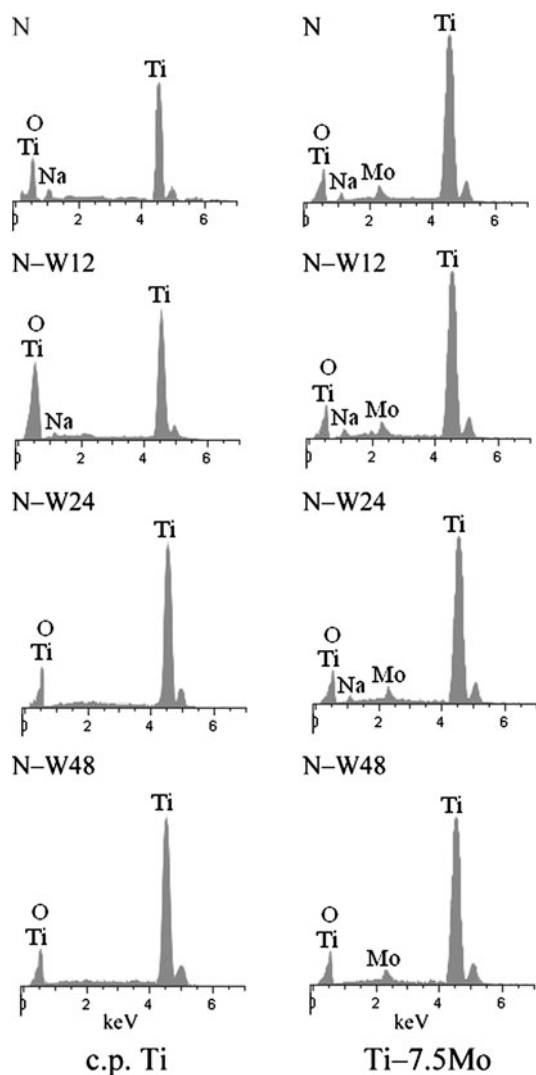 N
Ti
O
Ti
Na
0 2 4 6
N–W12
Ti
O
Ti
Na
0 2 4 6
N–W24
Ti
O
Ti
0 2 4 6
N–W48
Ti
O
Ti
0 2 4 6
keV
c.p. Ti
N
Ti
O
Ti
Na
Mo
0 2 4 6
N–W12
Ti
O
Ti
Na
Mo
0 2 4 6
N–W24
Ti
O
Ti
Na
Mo
0 2 4 6
N–W48
Ti
O
Ti
Mo
0 2 4 6
keV
Ti–7.5Mo